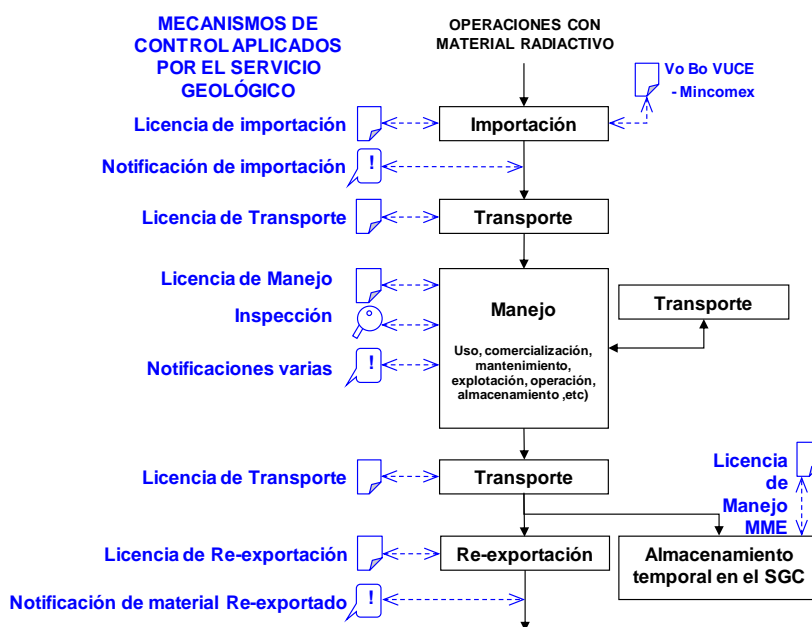 MECANISMOS DE
CONTROL APLICADOS
POR EL SERVICIO
GEOLÓGICO
OPERACIONES CON
MATERIAL RADIACTIVO
Vo Bo VUCE
- Mincomex
Licencia de importación
Importación
Notificación de importación
!
Licencia de Transporte
Transporte
Licencia de Manejo
Inspección
Notificaciones varias
!
Manejo
Uso, comercialización,
mantenimiento,
explotación, operación,
almacenamiento ,etc)
Transporte
Licencia de Transporte
Transporte
Licencia
de
Manejo
MME
Licencia de Re-exportación
Re-exportación
Almacenamiento
temporal en el SGC
Notificación de material Re-exportado
!